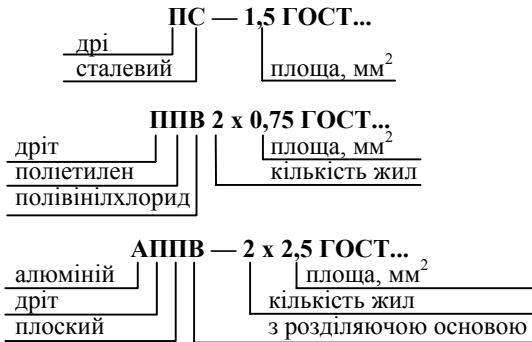 ПС — 1,5 ГОСТ...
дрі
сталевий площа, мм²
ППВ 2 х 0,75 ГОСТ...
дріт площа, мм²
поліетилен кількість жил
полівінілхлорид
АППВ — 2 х 2,5 ГОСТ...
алюміній площа, мм²
дріт кількість жил
плоский з розділяючою основою